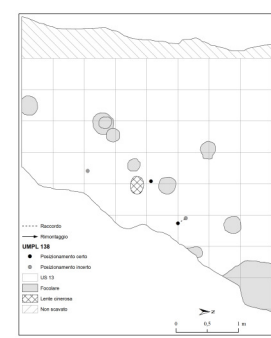 Raccordo
Rimontaggio
UMPL 138
Posizionamento certo
Posizionamento incerto
US 13
Focolare
Lente cinerosa
Non scavato
N
0 0,5 1 m